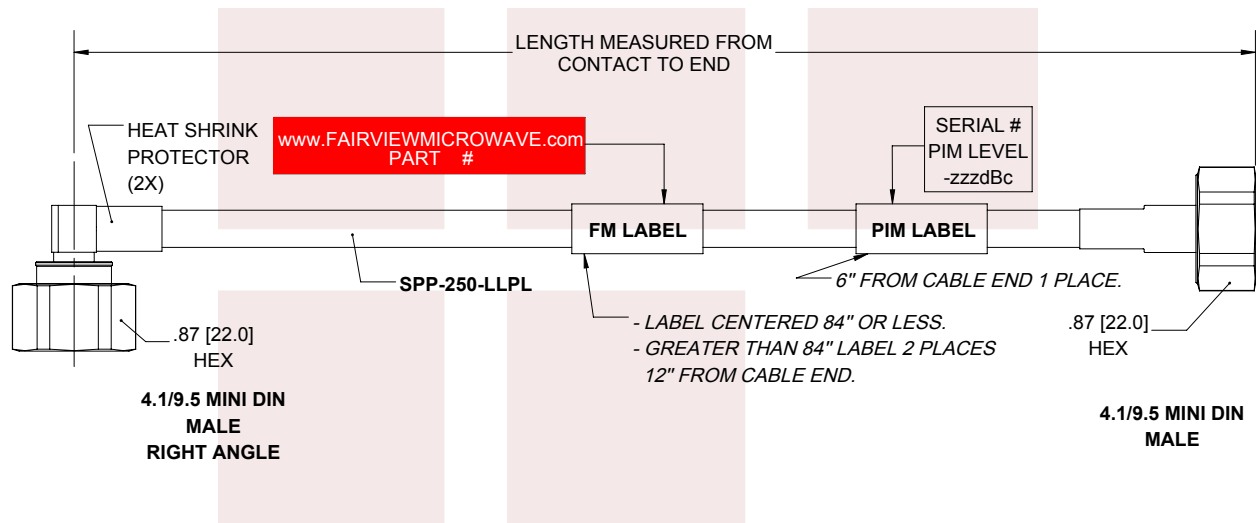 LENGTH MEASURED FROM
CONTACT TO END
HEAT SHRINK
PROTECTOR
(2X)
www.FAIRVIEWMICROWAVE.com
PART #
SERIAL #
PIM LEVEL
-zzzdBc
FM LABEL
PIM LABEL
SPP-250-LLPL
6" FROM CABLE END 1 PLACE.
- LABEL CENTERED 84" OR LESS.
- GREATER THAN 84" LABEL 2 PLACES
12" FROM CABLE END.
.87 [22.0]
HEX
.87 [22.0]
HEX
4.1/9.5 MINI DIN
MALE
RIGHT ANGLE
4.1/9.5 MINI DIN
MALE